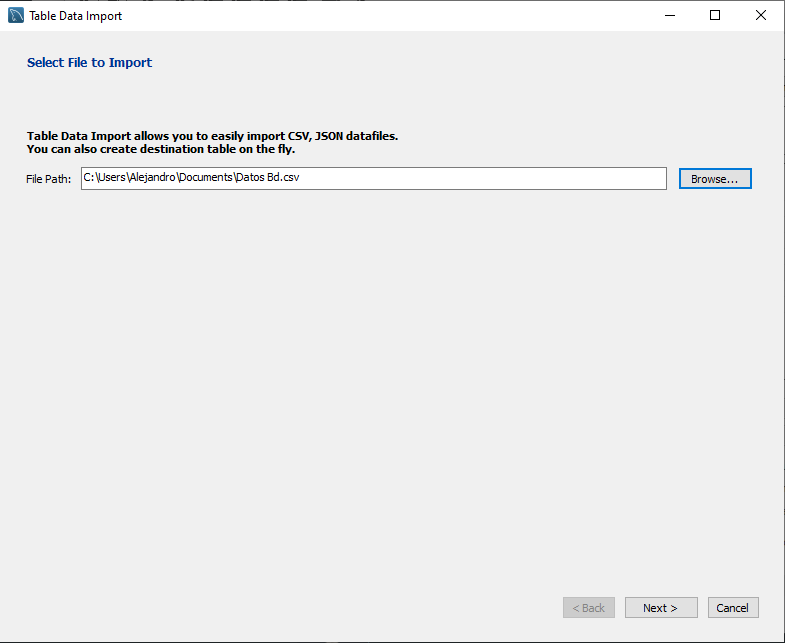 Table Data Import
Select File to Import
Table Data Import allows you to easily import CSV, JSON datafiles.
You can also create destination table on the fly.
File Path: C:\Users\Alejandro\Documents\Datos Bd.csv Browse...
< Back Next > Cancel